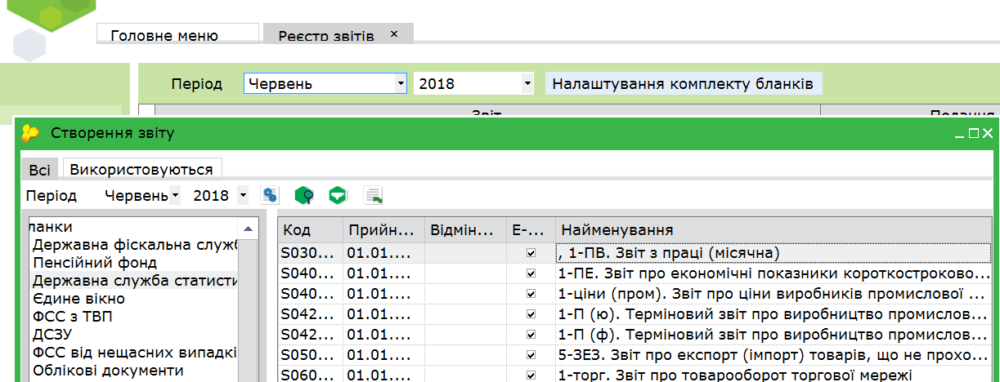 Головне меню
Реєстр звітів ×
Період Червень 2018 Налаштування комплекту бланків
Звіт Подання
Створення звіту
Всі Використовуються
Період Червень 2018
ланки
Державна фіскальна служб
Пенсійний фонд
Державна служба статисти
Єдине вікно
ФСС з ТВП
ДСЗУ
ФСС від нещасних випадкі
Облікові документи
Код Прийн... Відмін... Е-... Найменування
S030... 01.01.... , 1-ПВ. Звіт з праці (місячна)
S040... 01.01.... 1-ПЕ. Звіт про економічні показники короткостроково...
S040... 01.01.... 1-ціни (пром). Звіт про ціни виробників промислової ...
S042... 01.01.... 1-П (ю). Терміновий звіт про виробництво промислов...
S042... 01.01.... 1-П (ф). Терміновий звіт про виробництво промислов...
S050... 01.01.... 5-ЗЕЗ. Звіт про експорт (імпорт) товарів, що не прохо...
S060... 01.01.... 1-торг. Звіт про товарооборот торгової мережі